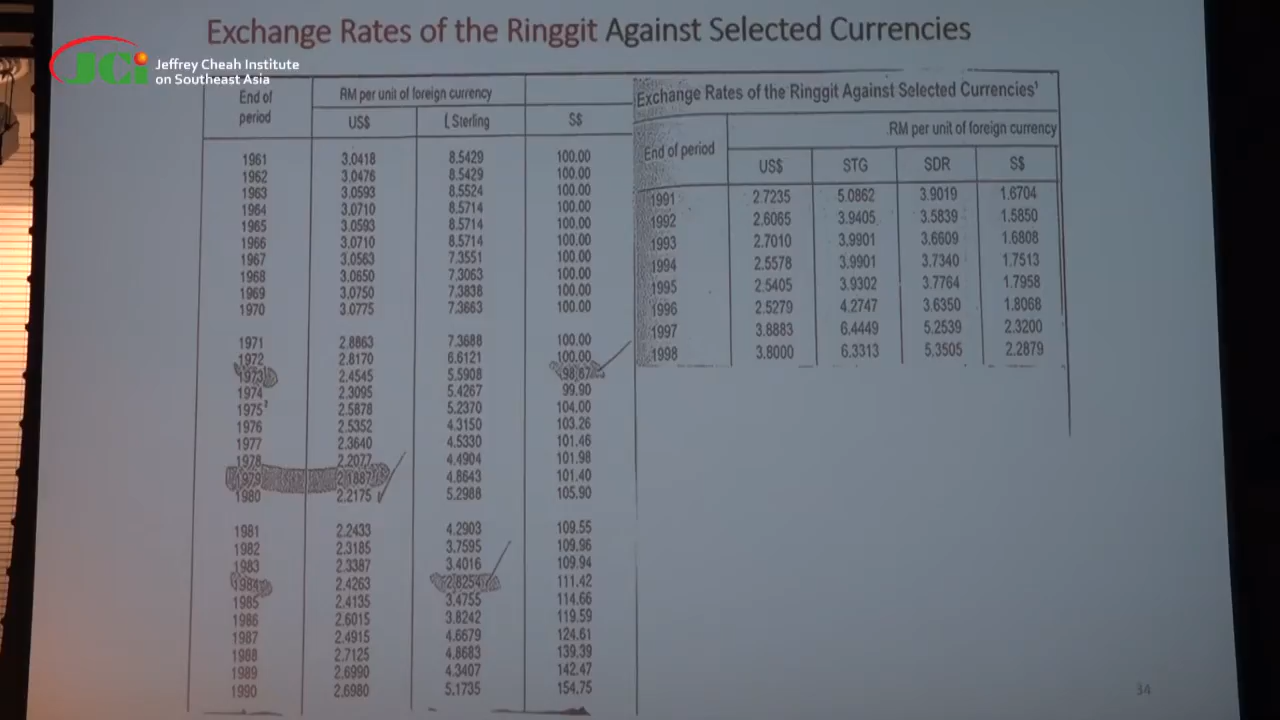 Exchange Rates of the Ringgit Against Selected Currencies
JCi Jeffrey Cheah Institute
on Southeast Asia
End of
period
RM per unit of foreign currency
US$ £ Sterling S$
1961 3.0418 8.5429 100.00
1962 3.0476 8.5429 100.00
1963 3.0593 8.5524 100.00
1964 3.0710 8.5714 100.00
1965 3.0593 8.5714 100.00
1966 3.0710 8.5714 100.00
1967 3.0563 7.3551 100.00
1968 3.0650 7.3063 100.00
1969 3.0750 7.3838 100.00
1970 3.0775 7.3663 100.00
1971 2.8863 7.3688 100.00
1972 2.8170 6.6121 100.00
1973 2.4545 5.5908 98.67
1974 2.3095 5.4267 99.90
1975¹ 2.5878 5.2370 104.00
1976 2.5352 4.3150 103.26
1977 2.3640 4.5330 101.46
1978 2.2077 4.4904 101.98
1979 2.1887 4.8643 101.40
1980 2.2175 5.2988 105.90
1981 2.2433 4.2903 109.55
1982 2.3185 3.7595 109.96
1983 2.3387 3.4016 109.94
1984 2.4263 2.8254 111.42
1985 2.4135 3.4755 114.66
1986 2.6015 3.8242 119.59
1987 2.4915 4.6679 124.61
1988 2.7125 4.8683 139.39
1989 2.6990 4.3407 142.47
1990 2.6980 5.1735 154.75
Exchange Rates of the Ringgit Against Selected Currencies¹
End of period
RM per unit of foreign currency
US$ STG SDR S$
1991 2.7235 5.0862 3.9019 1.6704
1992 2.6065 3.9405 3.5839 1.5850
1993 2.7010 3.9901 3.6609 1.6808
1994 2.5578 3.9901 3.7340 1.7513
1995 2.5405 3.9302 3.7764 1.7958
1996 2.5279 4.2747 3.6350 1.8068
1997 3.8883 6.4449 5.2539 2.3200
1998 3.8000 6.3313 5.3505 2.2879
34